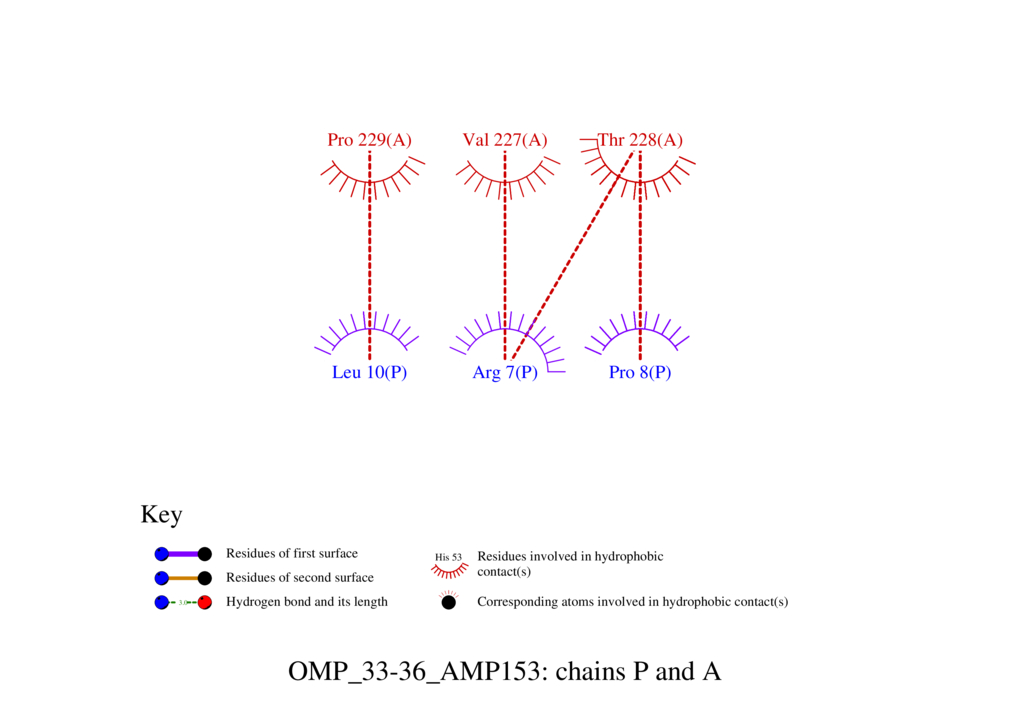 Pro 229(A) Val 227(A) Thr 228(A)
Leu 10(P) Arg 7(P) Pro 8(P)
Key
Residues of first surface
Residues of second surface
3.0 Hydrogen bond and its length
His 53 Residues involved in hydrophobic
contact(s)
Corresponding atoms involved in hydrophobic contact(s)
OMP_33-36_AMP153: chains P and A